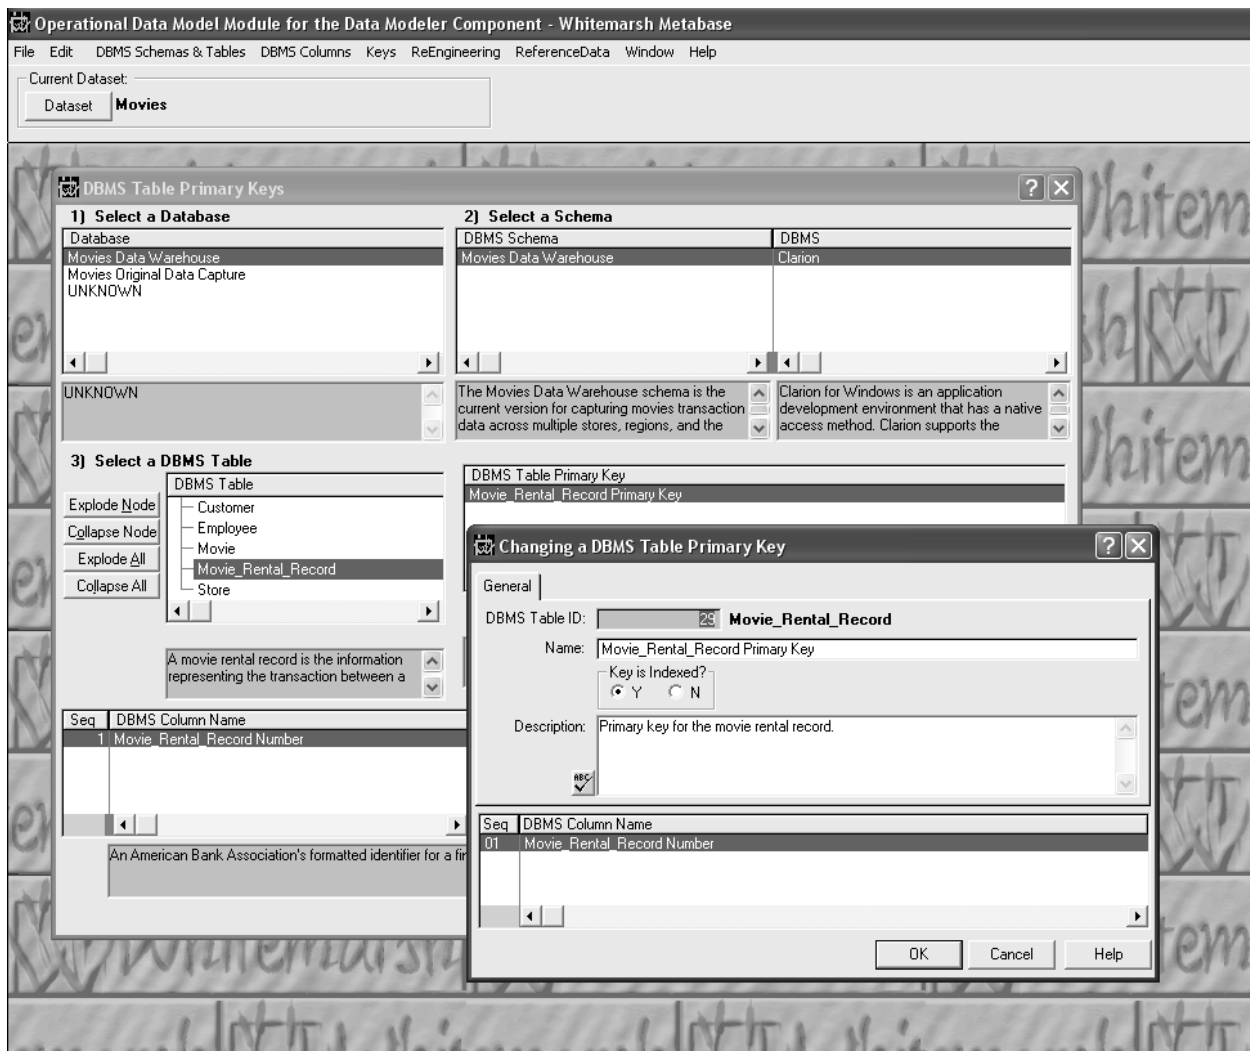 Operational Data Model Module for the Data Modeler Component - Whitemarsh Metabase
File Edit DBMS Schemas & Tables DBMS Columns Keys ReEngineering ReferenceData Window Help
Current Dataset:
Dataset Movies
DBMS Table Primary Keys
1) Select a Database
Database
Movies Data Warehouse
Movies Original Data Capture
UNKNOWN
UNKNOWN
2) Select a Schema
DBMS Schema DBMS
Movies Data Warehouse Clarion
The Movies Data Warehouse schema is the
current version for capturing movies transaction
data across multiple stores, regions, and the
Clarion for Windows is an application
development environment that has a native
access method. Clarion supports the
3) Select a DBMS Table
Explode Node
Collapse Node
Explode All
Collapse All
DBMS Table
Customer
Employee
Movie
Movie_Rental_Record
Store
A movie rental record is the information
representing the transaction between a
DBMS Table Primary Key
Movie_Rental_Record Primary Key
Seq DBMS Column Name
1 Movie_Rental_Record Number
An American Bank Association's formatted identifier for a
Changing a DBMS Table Primary Key
General
DBMS Table ID: 29 Movie_Rental_Record
Name: Movie_Rental_Record Primary Key
Key is Indexed?
Y N
Description: Primary key for the movie rental record.
ABC
Seq DBMS Column Name
01 Movie_Rental_Record Number
OK Cancel Help
Whitemarsh